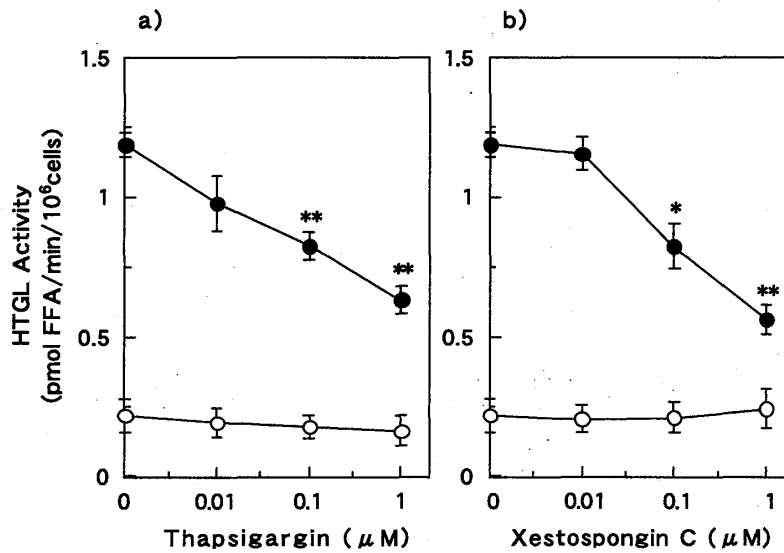 a)
b)
HTGL Activity
(pmol FFA/min/10⁶cells)
1.5
1
0.5
0
**
**
0 0.01 0.1 1
Thapsigargin (μM)
1.5
1
0.5
0
*
**
0 0.01 0.1 1
Xestospongin C (μM)